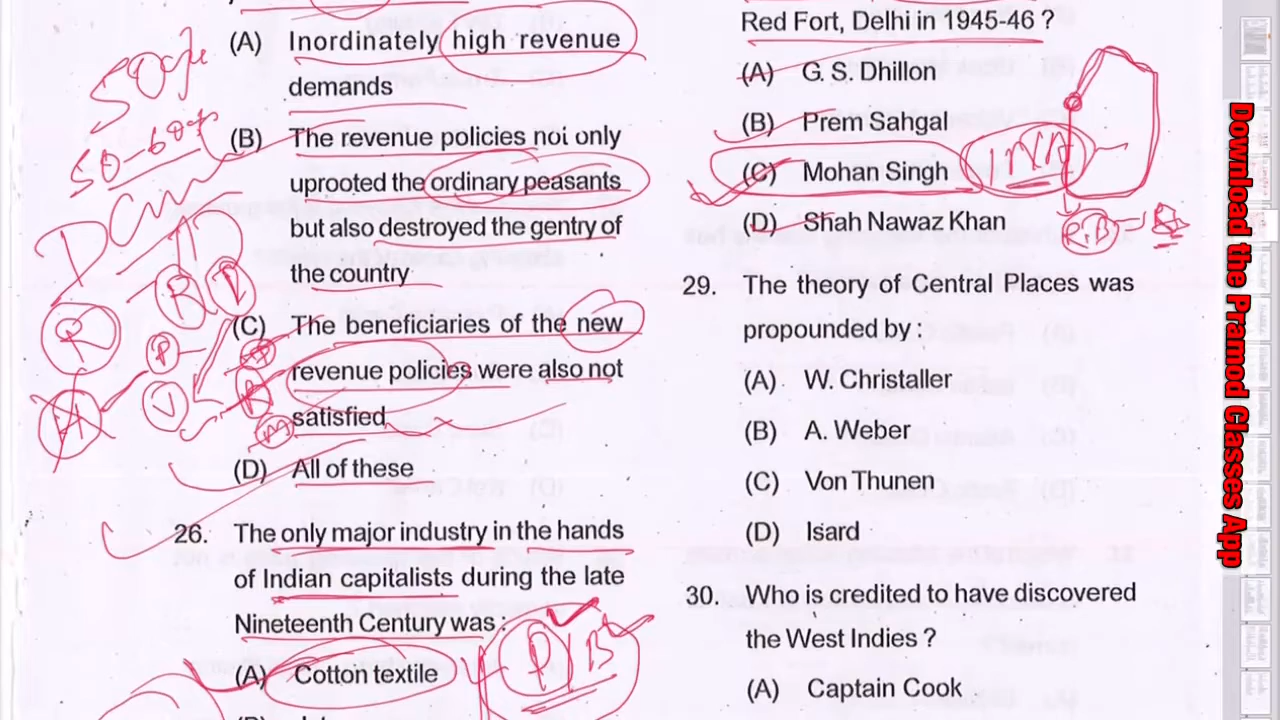 (A) Inordinately high revenue
demands
(B) The revenue policies not only
uprooted the ordinary peasants
but also destroyed the gentry of
the country
(C) The beneficiaries of the new
revenue policies were also not
satisfied
(D) All of these
26. The only major industry in the hands
of Indian capitalists during the late
Nineteenth Century was :
(A) Cotton textile
Red Fort, Delhi in 1945-46 ?
(A) G. S. Dhillon
(B) Prem Sahgal
(C) Mohan Singh
INA
(D) Shah Nawaz Khan
29. The theory of Central Places was
propounded by :
(A) W. Christaller
(B) A. Weber
(C) Von Thunen
(D) Isard
30. Who is credited to have discovered
the West Indies ?
(A) Captain Cook
Download the Pramod Classes App